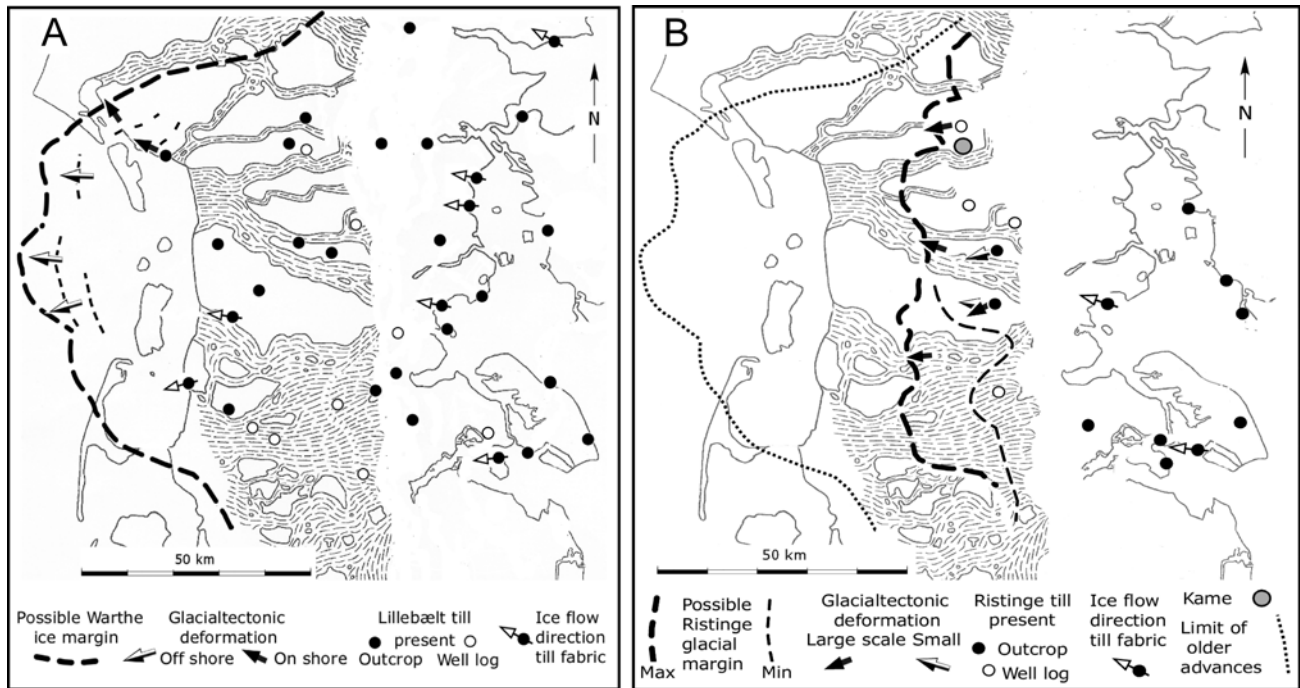 A
N
50 km
Possible Warthe ice margin
Glacialtectonic deformation
Off shore
On shore
Lillebælt till present
Outcrop
Well log
Ice flow direction till fabric
B
N
50 km
Possible Ristinge glacial margin
Max
Min
Glacialtectonic deformation
Large scale Small
Ristinge till present
Outcrop
Well log
Ice flow direction till fabric
Kame
Limit of older advances